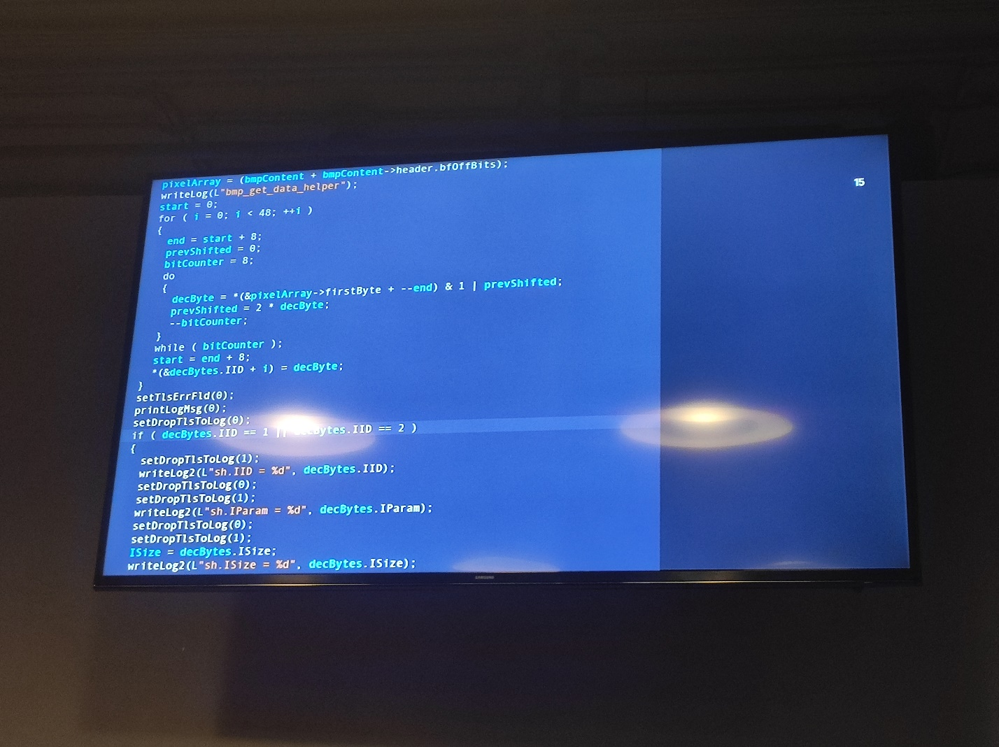 pixelArray = (bmpContent + bmpContent->header.bfOffBits);
writeLog(L"bmp_get_data_helper");
start = 0;
for ( i = 0; i < 48; ++i )
{
end = start + 8;
prevShifted = 0;
bitCounter = 8;
do
{
decByte = *(&pixelArray->firstByte + --end) & 1 | prevShifted;
prevShifted = 2 * decByte;
--bitCounter;
}
while ( bitCounter );
start = end + 8;
*(&decBytes.IID + i) = decByte;
}
setTlsErrFld(0);
printLogMsg(0);
setDropTlsToLog(0);
if ( decBytes.IID == 1 || decBytes.IID == 2 )
{
setDropTlsToLog(1);
writeLog2(L"sh.IID = %d", decBytes.IID);
setDropTlsToLog(0);
setDropTlsToLog(1);
writeLog2(L"sh.IParam = %d", decBytes.IParam);
setDropTlsToLog(0);
setDropTlsToLog(1);
ISize = decBytes.ISize;
writeLog2(L"sh.ISize = %d", decBytes.ISize);
15
SAMSUNG